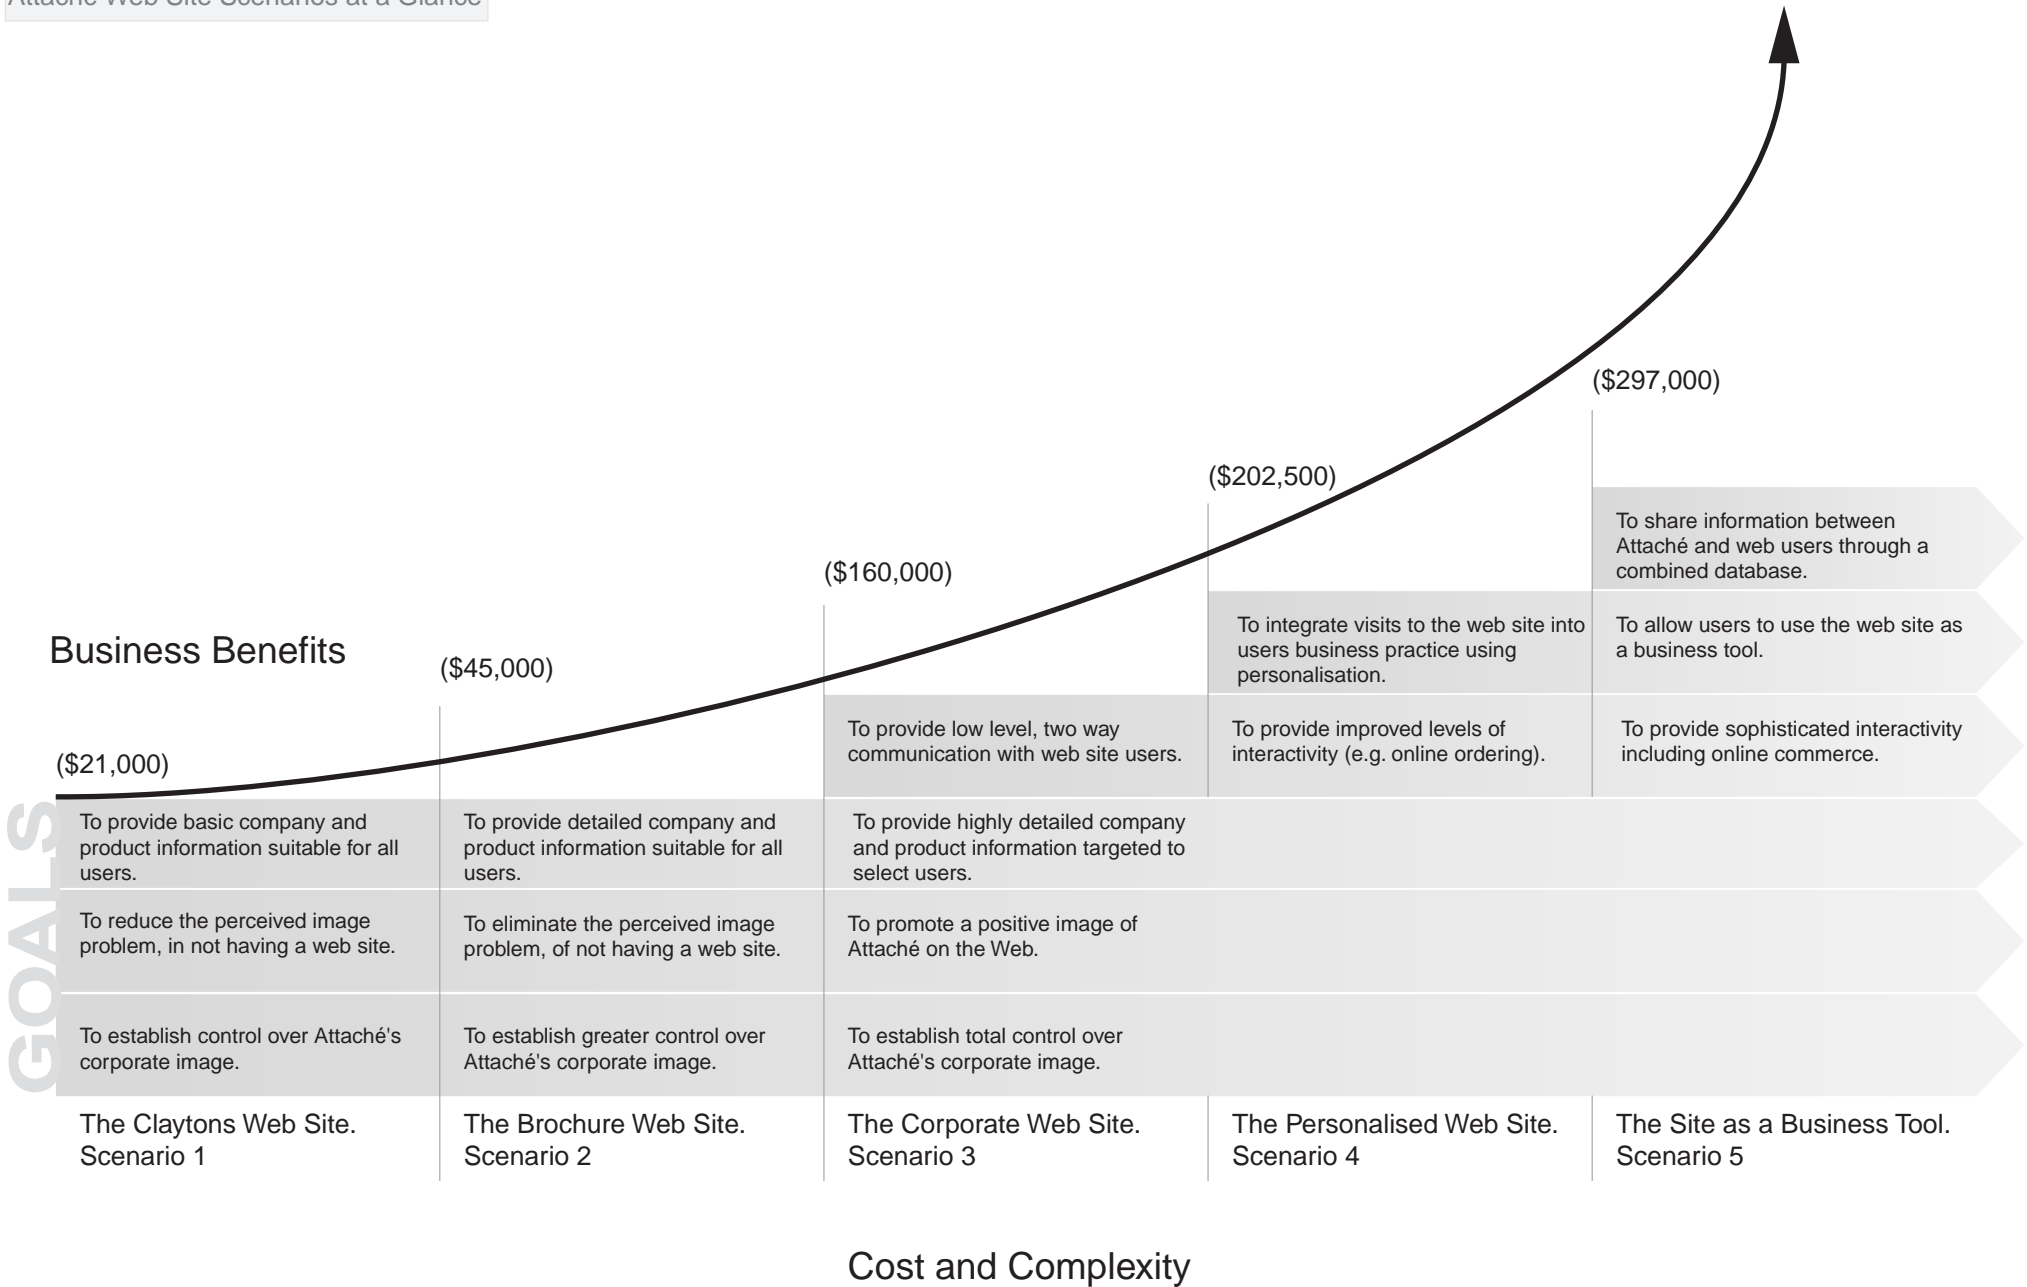 Attaché Web Site Scenarios at a Glance
($297,000)
($202,500)
To share information between
Attaché and web users through a
combined database.
($160,000)
To integrate visits to the web site into
users business practice using
personalisation.
To allow users to use the web site as
a business tool.
Business Benefits
($45,000)
To provide low level, two way
communication with web site users.
To provide improved levels of
interactivity (e.g. online ordering).
To provide sophisticated interactivity
including online commerce.
($21,000)
GOALS
To provide basic company and
product information suitable for all
users.
To provide detailed company and
product information suitable for all
users.
To provide highly detailed company
and product information targeted to
select users.
To reduce the perceived image
problem, in not having a web site.
To eliminate the perceived image
problem, of not having a web site.
To promote a positive image of
Attaché on the Web.
To establish control over Attaché's
corporate image.
To establish greater control over
Attaché's corporate image.
To establish total control over
Attaché's corporate image.
The Claytons Web Site.
Scenario 1
The Brochure Web Site.
Scenario 2
The Corporate Web Site.
Scenario 3
The Personalised Web Site.
Scenario 4
The Site as a Business Tool.
Scenario 5
Cost and Complexity